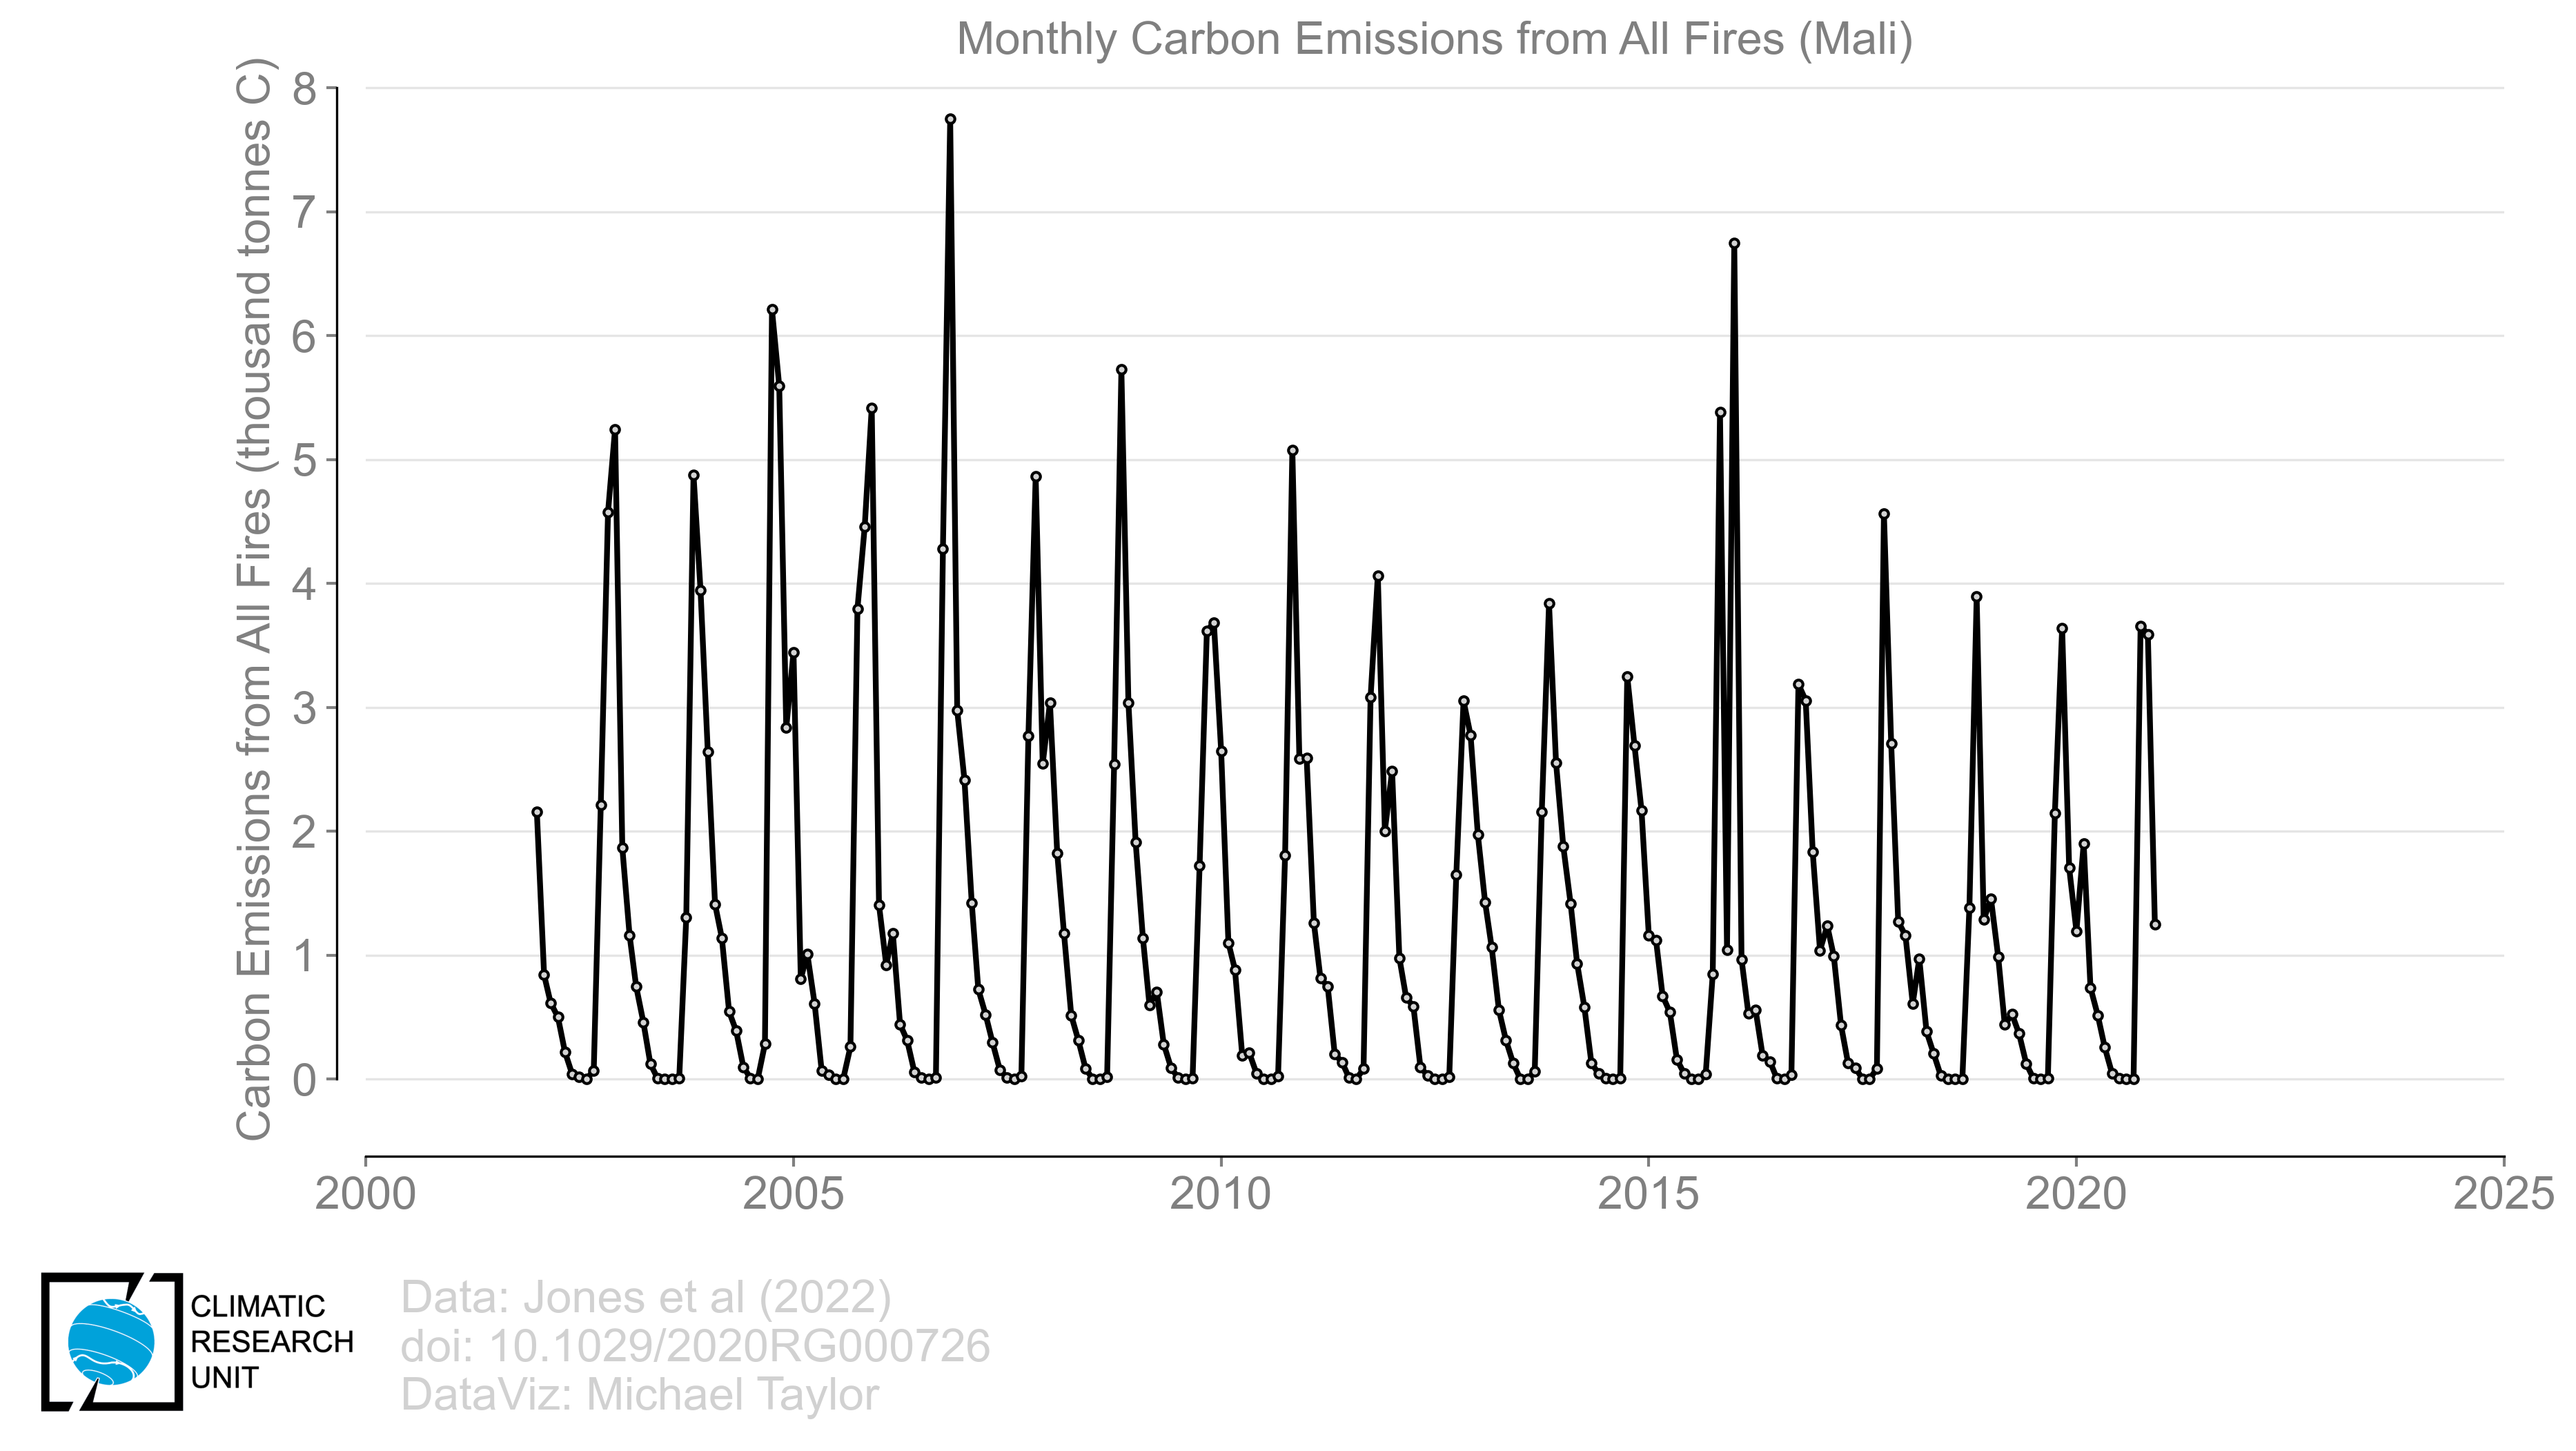 Monthly Carbon Emissions from All Fires (Mali)
Carbon Emissions from All Fires (thousand tonnes C)
8
7
6
5
4
3
2
1
0
2000 2005 2010 2015 2020 2025
CLIMATIC
RESEARCH
UNIT
Data: Jones et al (2022)
doi: 10.1029/2020RG000726
DataViz: Michael Taylor